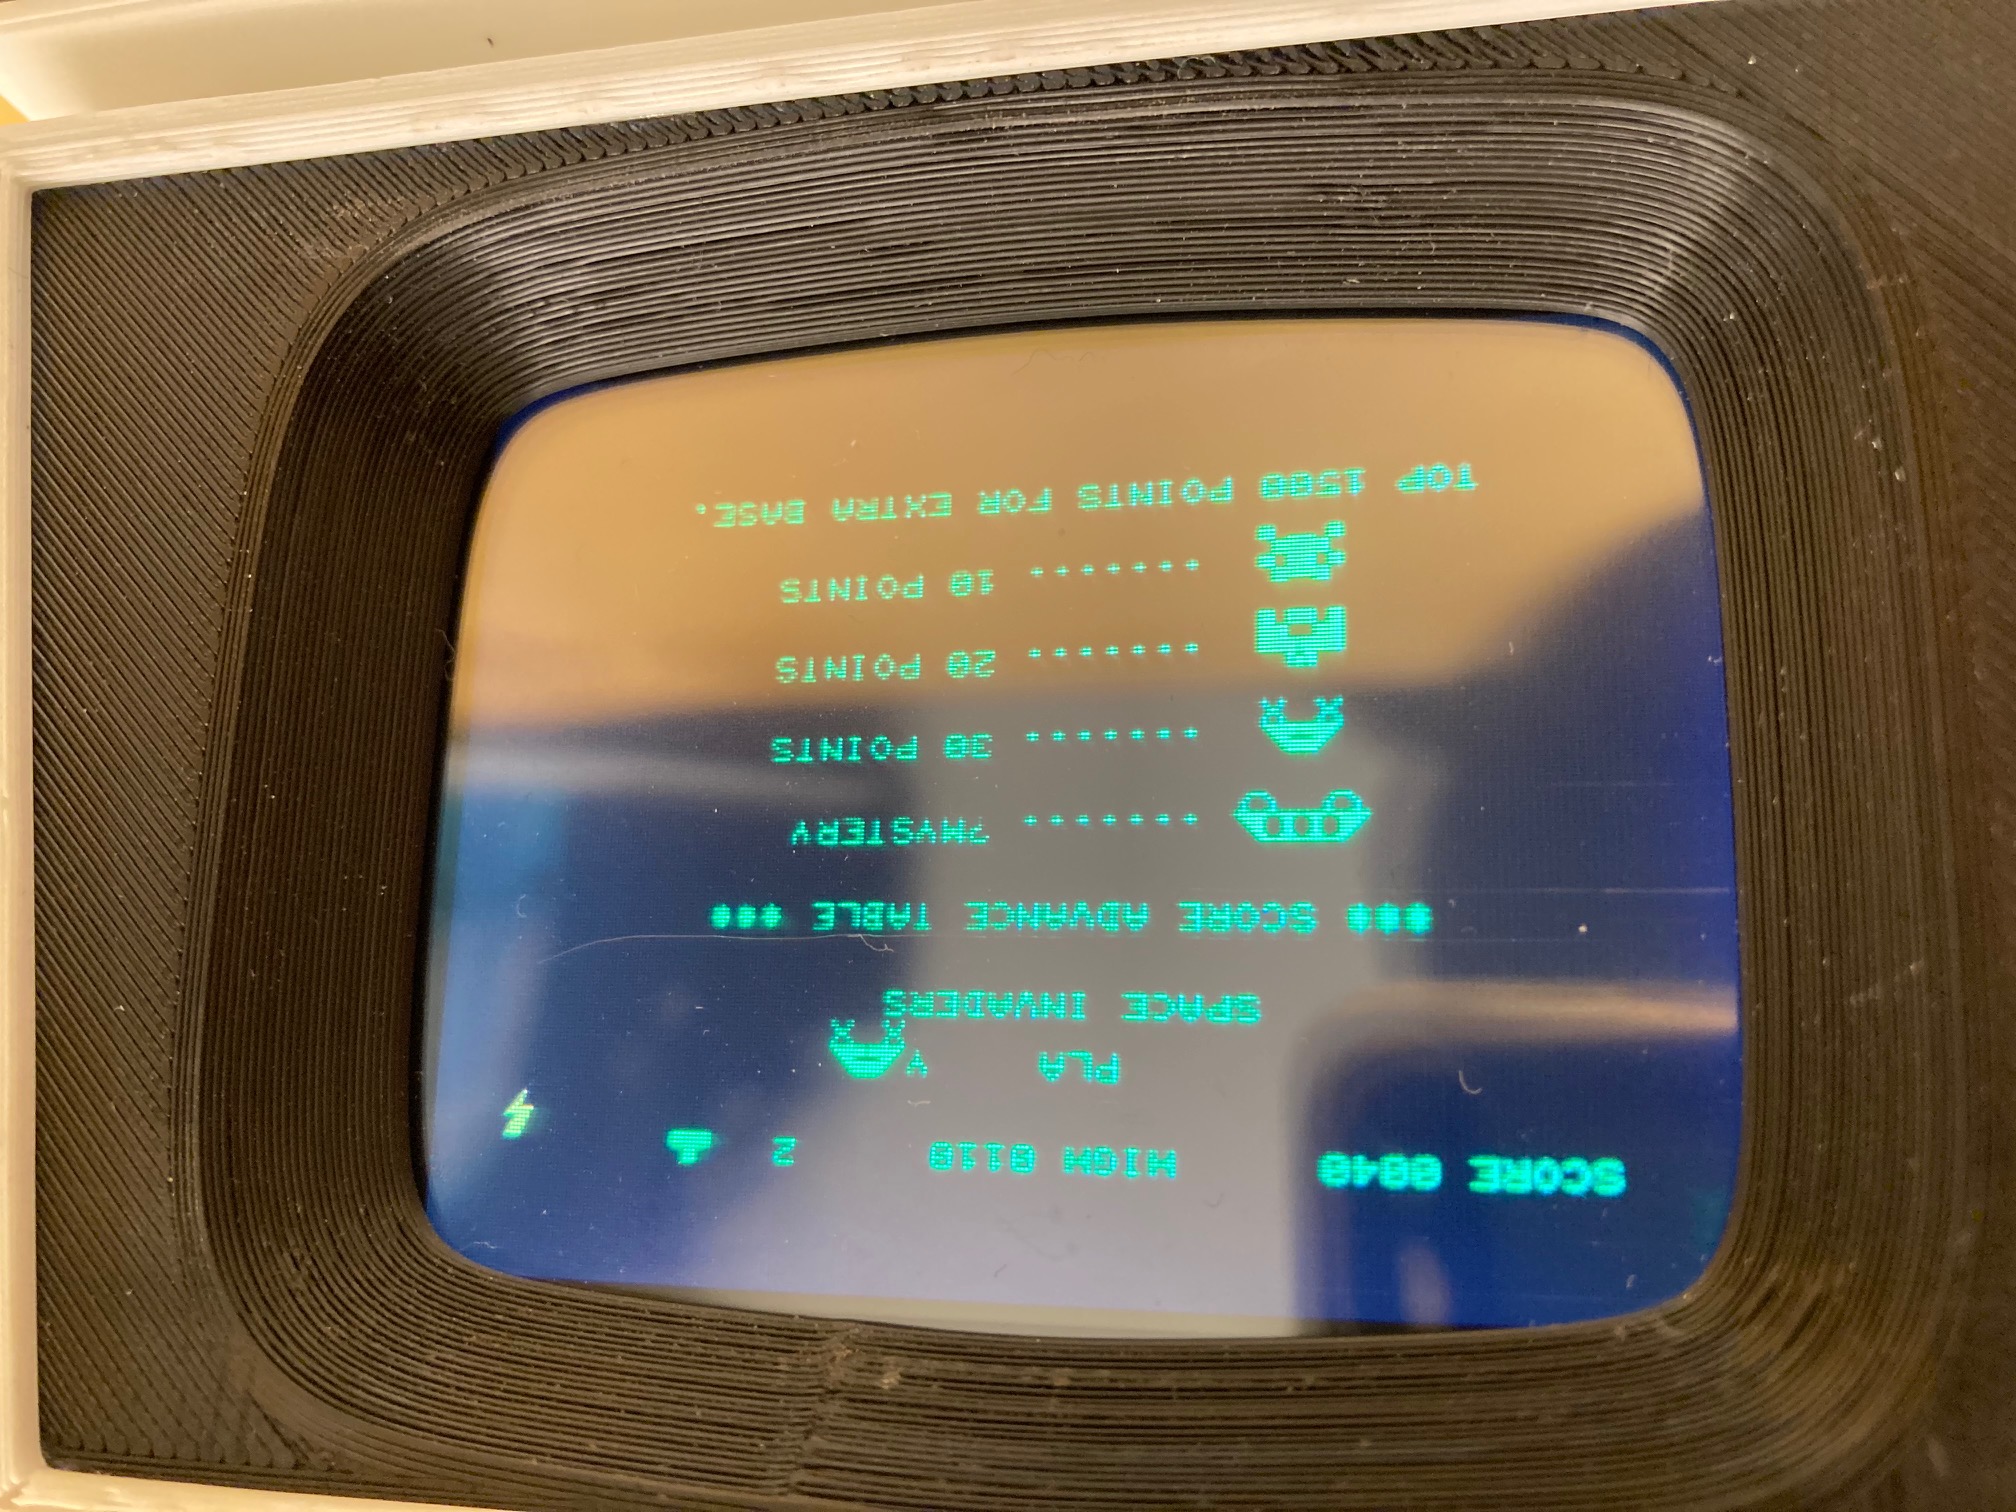 SCORE 0040 HIGH 0110 2
PLA Y
SPACE INVADERS
*** SCORE ADVANCE TABLE ***
....... ?MYSTERY
....... 30 POINTS
....... 20 POINTS
....... 10 POINTS
TOP 1500 POINTS FOR EXTRA BASE.